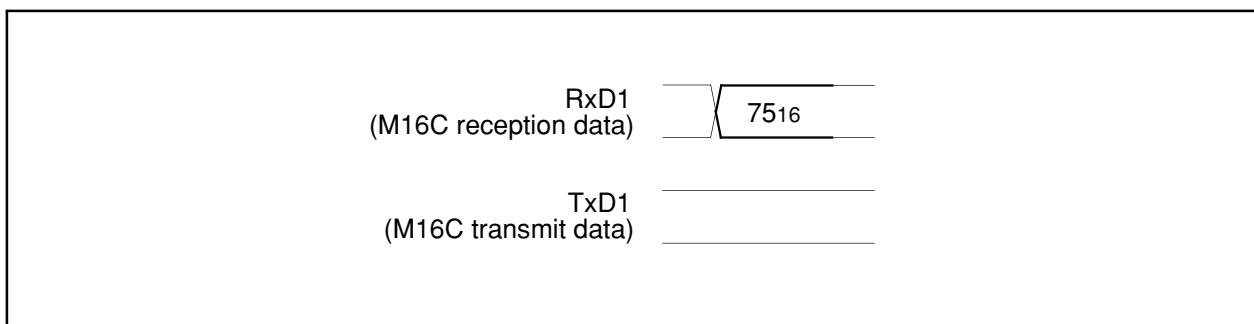 RxD1
(M16C reception data)
7516
TxD1
(M16C transmit data)